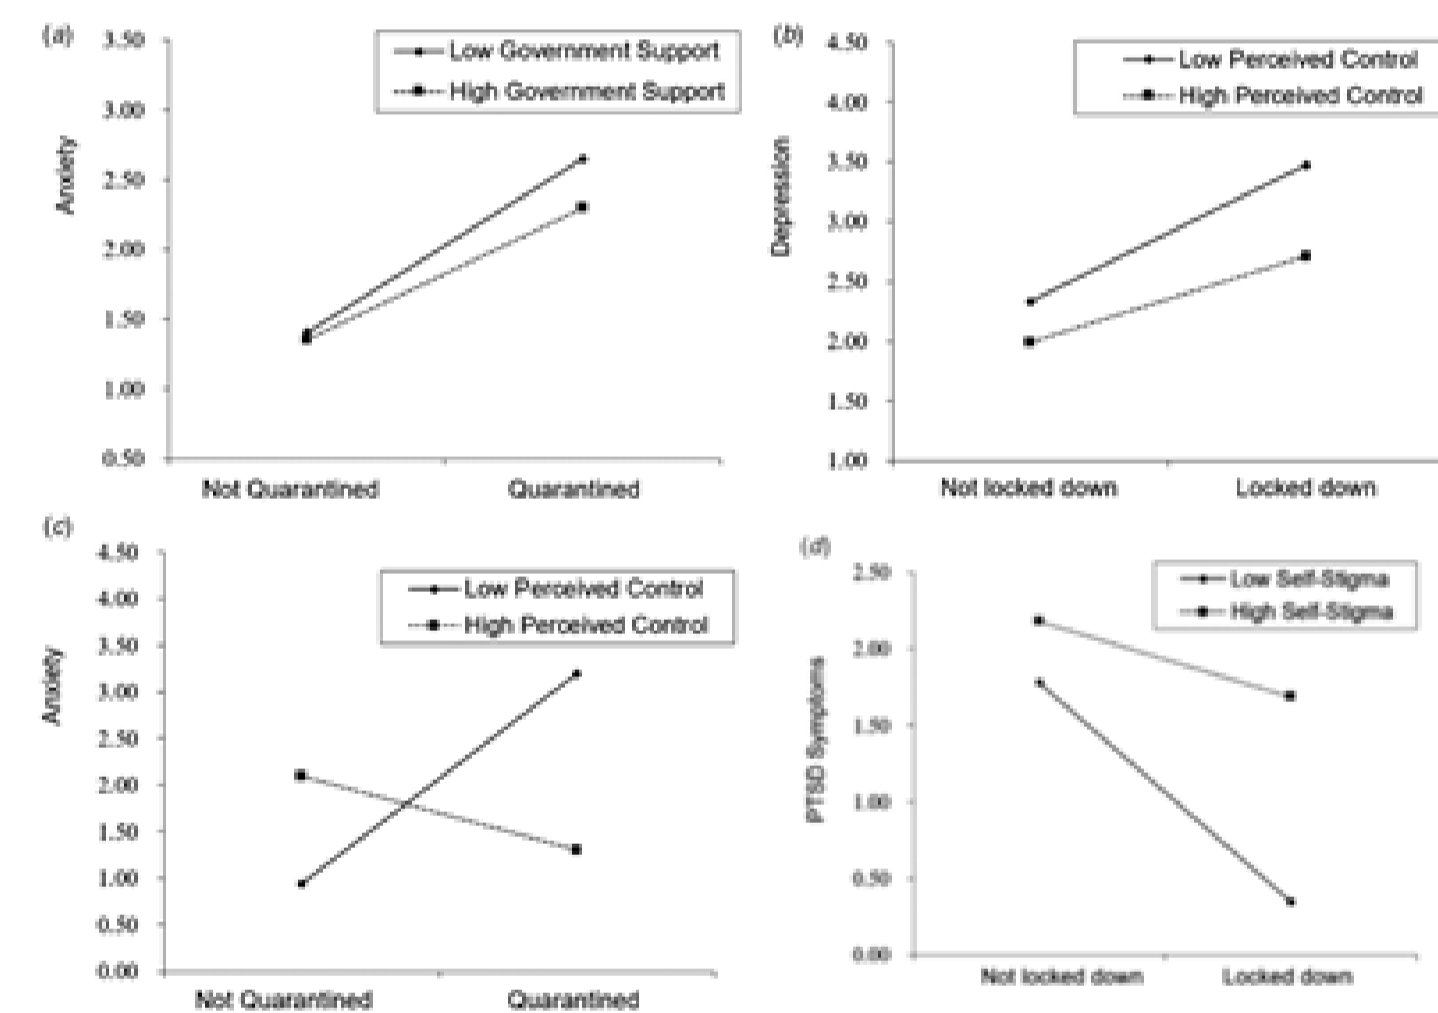 (a)
3.50
3.00
2.50
2.00
1.50
1.00
0.50
Anxiety
Low Government Support
High Government Support
Not Quarantined Quarantined
(b)
4.50
4.00
3.50
3.00
2.50
2.00
1.50
1.00
Depression
Low Perceived Control
High Perceived Control
Not locked down Locked down
(c)
4.50
4.00
3.50
3.00
2.50
2.00
1.50
1.00
0.50
0.00
Anxiety
Low Perceived Control
High Perceived Control
Not Quarantined Quarantined
(d)
2.50
2.00
1.50
1.00
0.50
0.00
PTSD Symptoms
Low Self-Stigma
High Self-Stigma
Not locked down Locked down